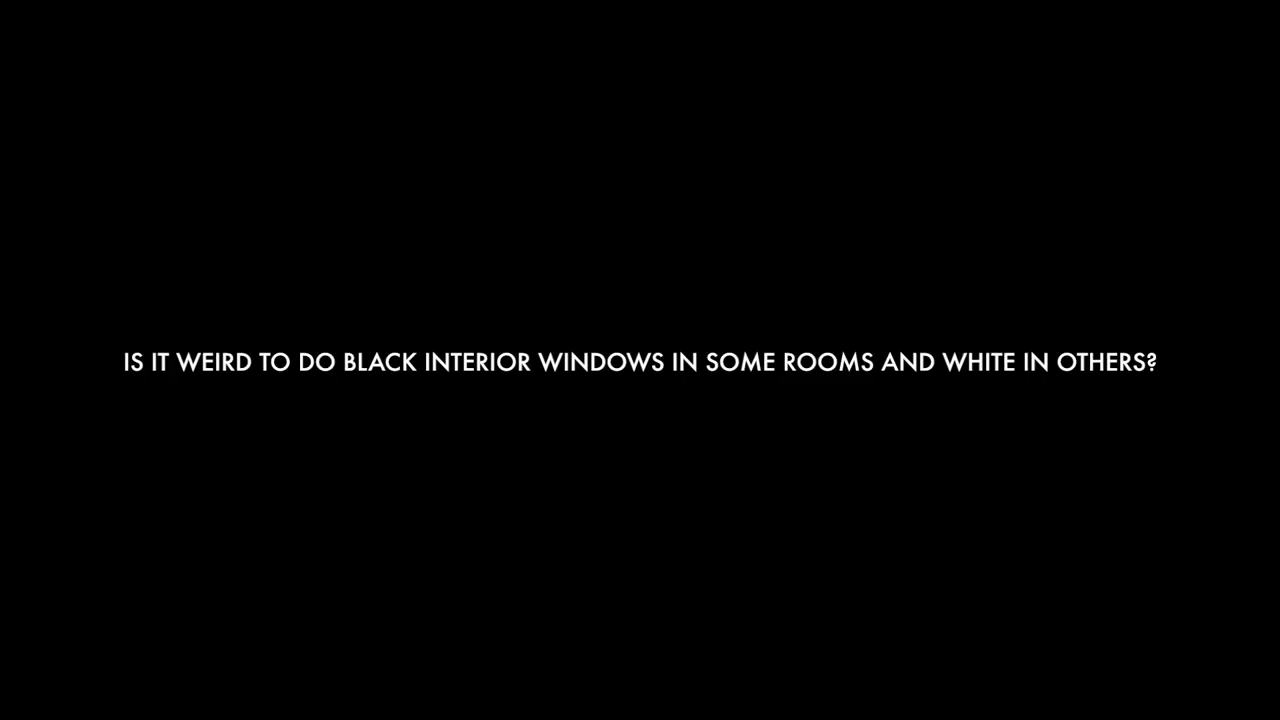 IS IT WEIRD TO DO BLACK INTERIOR WINDOWS IN SOME ROOMS AND WHITE IN OTHERS?